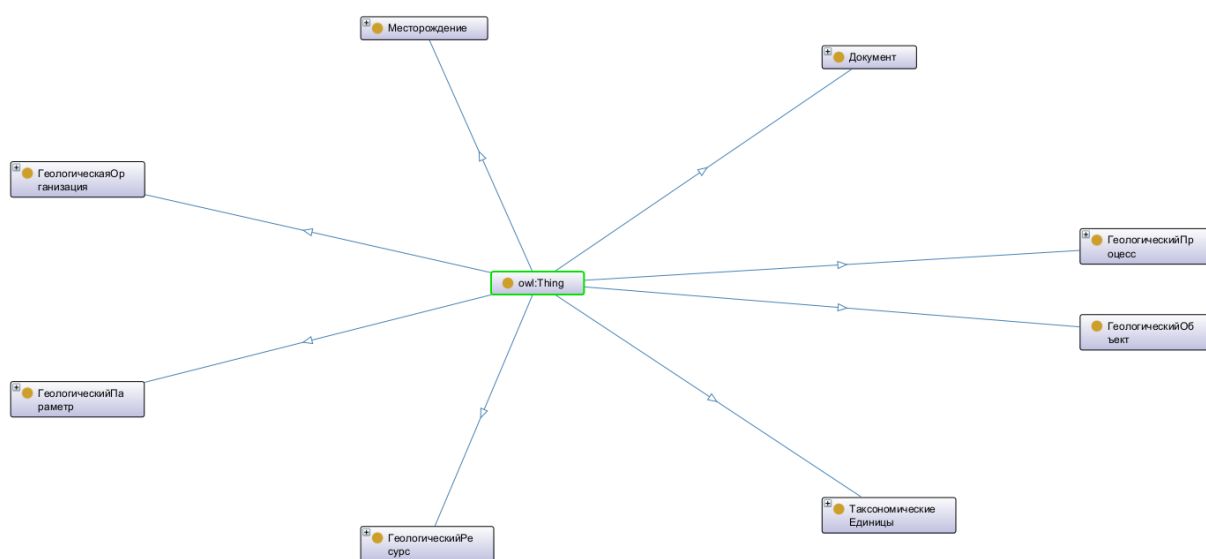 Месторождение
Документ
ГеологическаяОр
ганизация
ГеологическийПр
оцесс
owl:Thing
ГеологическийОб
ъект
ГеологическийПа
раметр
Таксономические
Единицы
ГеологическийРе
сурс